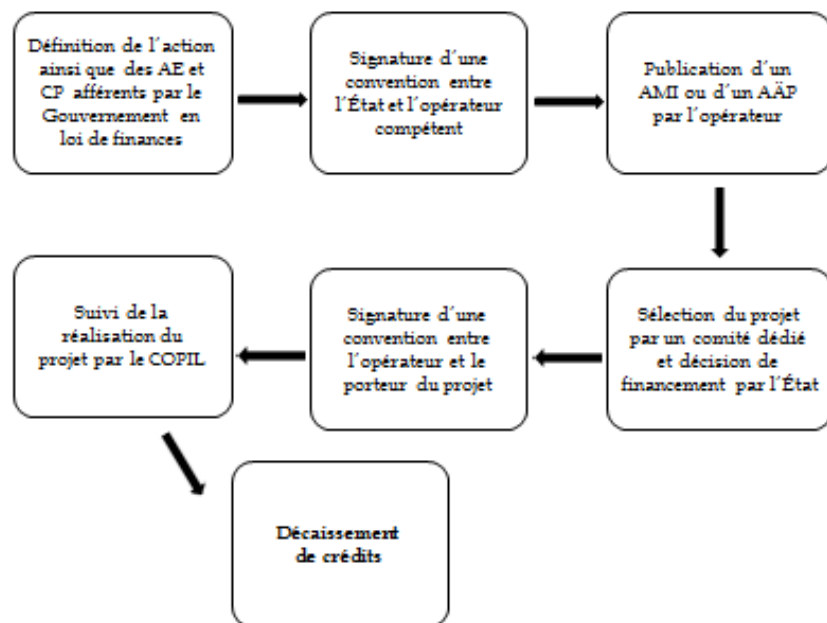 Définition de l´action
ainsi que des AE et
CP afférents par le
Gouvernement en
loi de finances
Signature d´une
convention entre
l´État et l´opérateur
compétent
Publication d´un
AMI ou d´un AÄP
par l´opérateur
Sélection du projet
par un comité dédié
et décision de
financement par l´État
Signature d´une
convention entre
l´opérateur et le
porteur du projet
Suivi de la
réalisation du
projet par le COPIL
Décaissement
de crédits